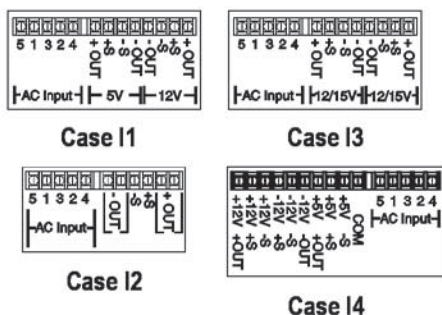 5 1 3 2 4 +OUT +S -S -OUT -OUT -S +S +OUT
AC Input 5V 12V
Case I1
5 1 3 2 4 +OUT +S -S -OUT -OUT -S +S +OUT
AC Input 12/15V 12/15V
Case I3
5 1 3 2 4 -OUT -S +S +OUT
AC Input
Case I2
+12V +12V +12V -12V -12V -12V +5V +5V +5V COM 5 1 3 2 4
+OUT +S -S +S -S -OUT +OUT +S -S
AC Input
Case I4